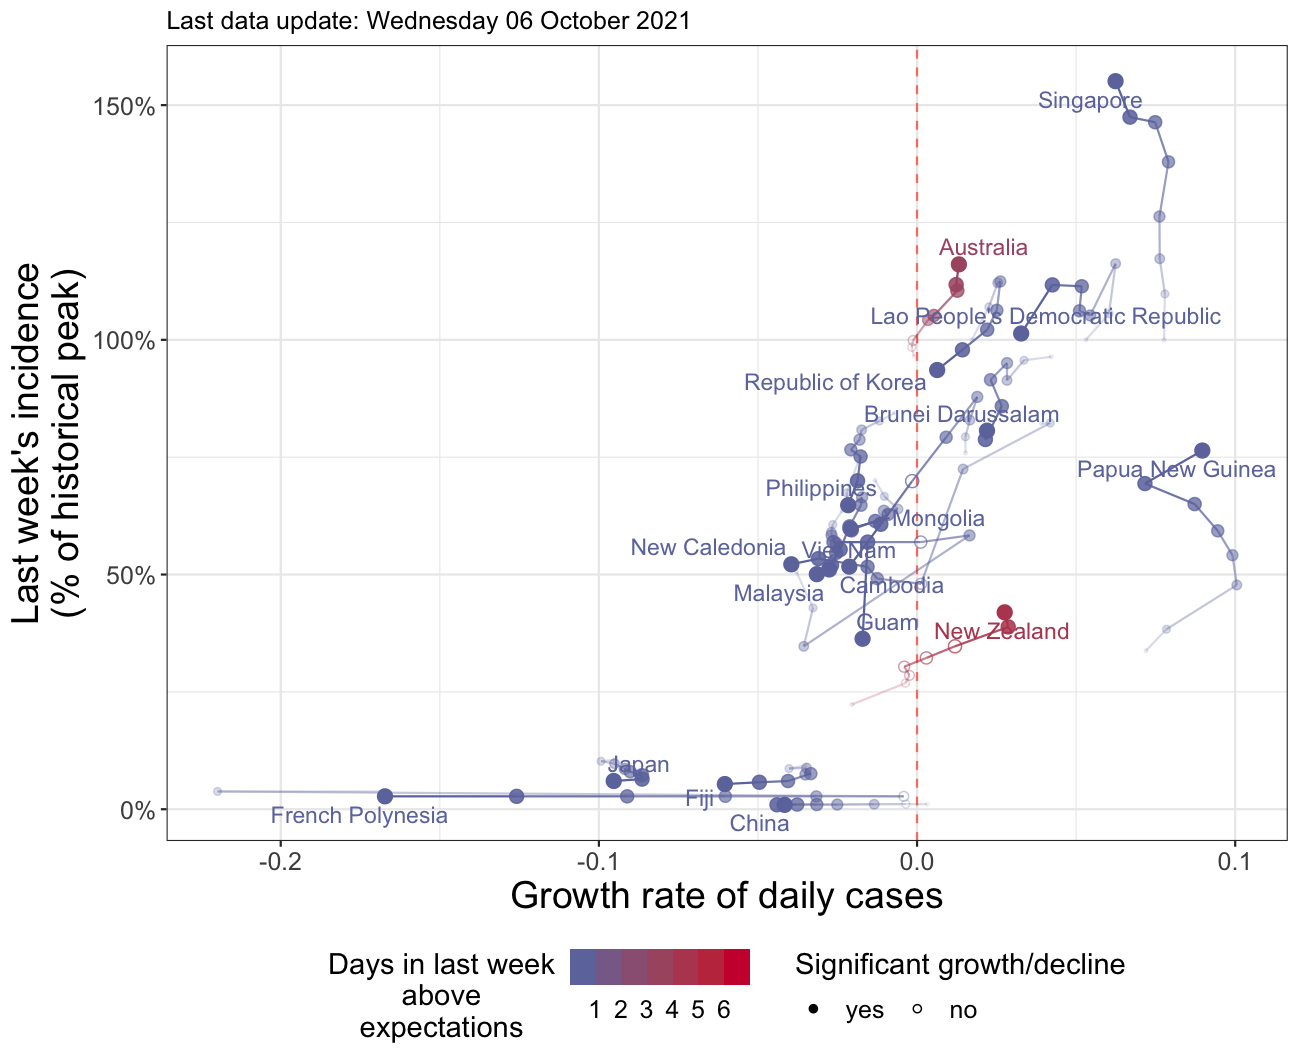 Last data update: Wednesday 06 October 2021
150%
100%
50%
0%
Last week's incidence
(% of historical peak)
Singapore
Australia
Lao People's Democratic Republic
Republic of Korea
Brunei Darussalam
Papua New Guinea
Philippines
Mongolia
New Caledonia
Viet Nam
Malaysia
Cambodia
Guam
New Zealand
Japan
Fiji
French Polynesia
China
-0.2
-0.1
0.0
0.1
Growth rate of daily cases
Days in last week
above
expectations
1 2 3 4 5 6
Significant growth/decline
yes
no